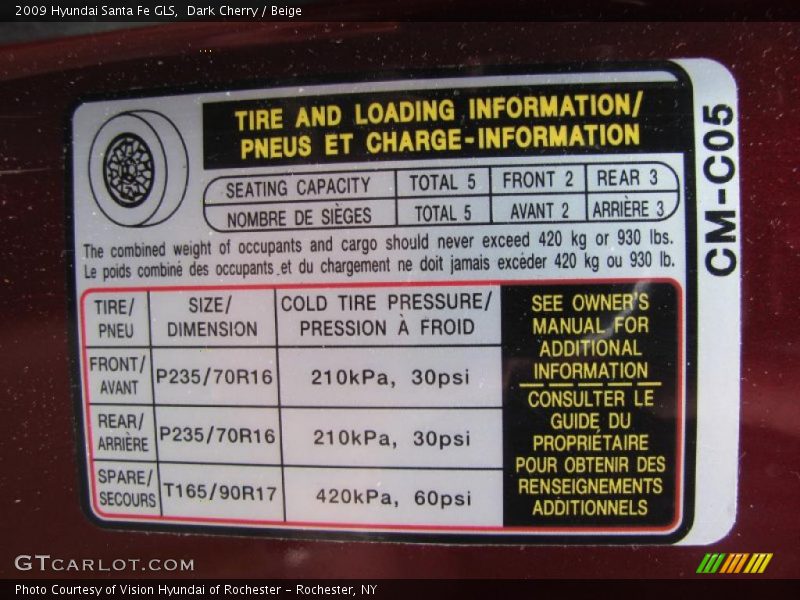 2009 Hyundai Santa Fe GLS,  Dark Cherry / Beige
TIRE AND LOADING INFORMATION/
PNEUS ET CHARGE-INFORMATION
SEATING CAPACITY TOTAL 5 FRONT 2 REAR 3
NOMBRE DE SIÈGES TOTAL 5 AVANT 2 ARRIÈRE 3
The combined weight of occupants and cargo should never exceed 420 kg or 930 lbs.
Le poids combiné des occupants et du chargement ne doit jamais excéder 420 kg ou 930 lb.
TIRE/
PNEU
SIZE/
DIMENSION
COLD TIRE PRESSURE/
PRESSION À FROID
FRONT/
AVANT
P235/70R16
210kPa, 30psi
REAR/
ARRIÈRE
P235/70R16
210kPa, 30psi
SPARE/
SECOURS
T165/90R17
420kPa, 60psi
SEE OWNER'S
MANUAL FOR
ADDITIONAL
INFORMATION
CONSULTER LE
GUIDE DU
PROPRIÉTAIRE
POUR OBTENIR DES
RENSEIGNEMENTS
ADDITIONNELS
CM-C05
GTCARLOT.COM
Photo Courtesy of Vision Hyundai of Rochester - Rochester, NY